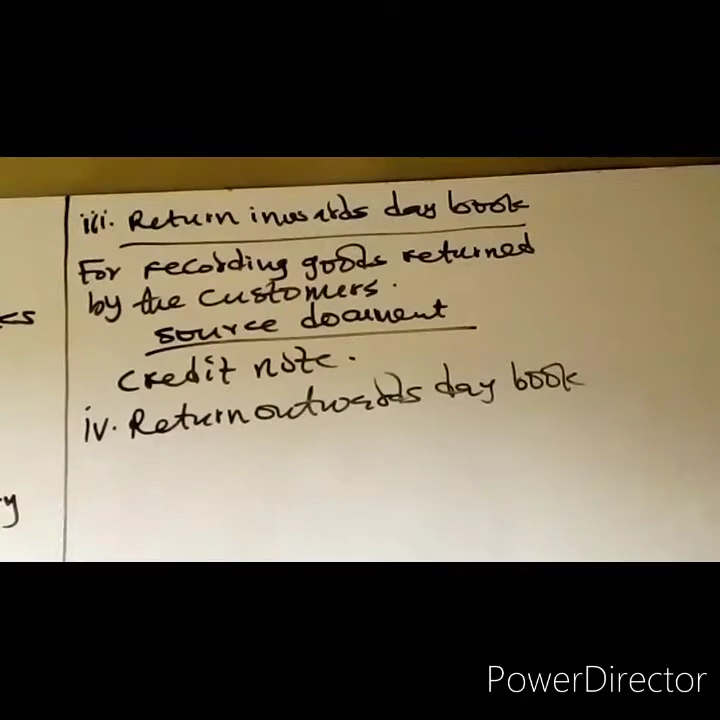 iii. Return inwards day book
For recording goods returned
by the customers.
source document
credit note.
iv. Return outwards day book
es
y
PowerDirector